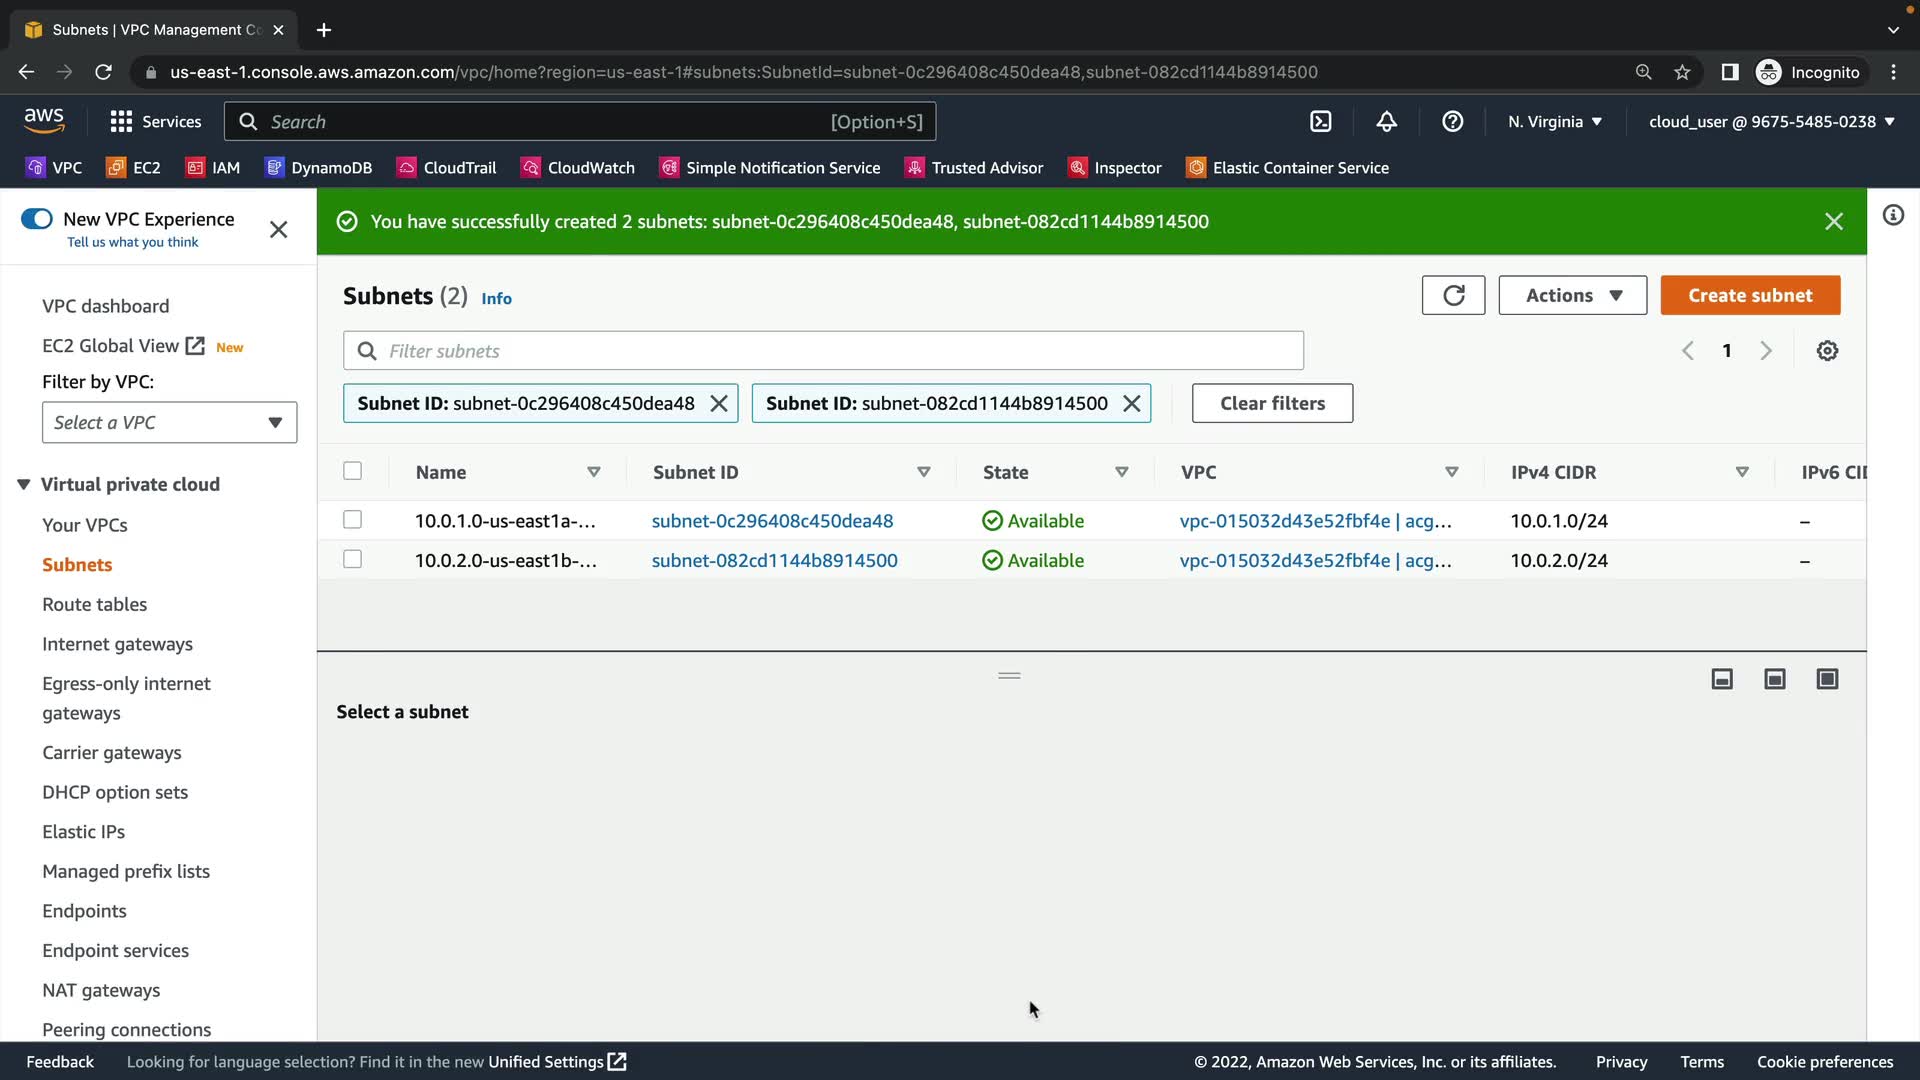 Subnets | VPC Management Co
us-east-1.console.aws.amazon.com/vpc/home?region=us-east-1#subnets:SubnetId=subnet-0c296408c450dea48,subnet-082cd1144b8914500
Incognito
aws
Services
Search
[Option+S]
N. Virginia
cloud_user @ 9675-5485-0238
VPC
EC2
IAM
DynamoDB
CloudTrail
CloudWatch
Simple Notification Service
Trusted Advisor
Inspector
Elastic Container Service
New VPC Experience
Tell us what you think
VPC dashboard
EC2 Global View New
Filter by VPC:
Select a VPC
Virtual private cloud
Your VPCs
Subnets
Route tables
Internet gateways
Egress-only internet
gateways
Carrier gateways
DHCP option sets
Elastic IPs
Managed prefix lists
Endpoints
Endpoint services
NAT gateways
Peering connections
You have successfully created 2 subnets: subnet-0c296408c450dea48, subnet-082cd1144b8914500
Subnets (2) Info
Actions
Create subnet
Filter subnets
1
Subnet ID: subnet-0c296408c450dea48
Subnet ID: subnet-082cd1144b8914500
Clear filters
Name Subnet ID State VPC IPv4 CIDR IPv6 CID
10.0.1.0-us-east1a-... subnet-0c296408c450dea48 Available vpc-015032d43e52fbf4e | acg... 10.0.1.0/24 –
10.0.2.0-us-east1b-... subnet-082cd1144b8914500 Available vpc-015032d43e52fbf4e | acg... 10.0.2.0/24 –
Select a subnet
Feedback
Looking for language selection? Find it in the new Unified Settings
© 2022, Amazon Web Services, Inc. or its affiliates.
Privacy
Terms
Cookie preferences